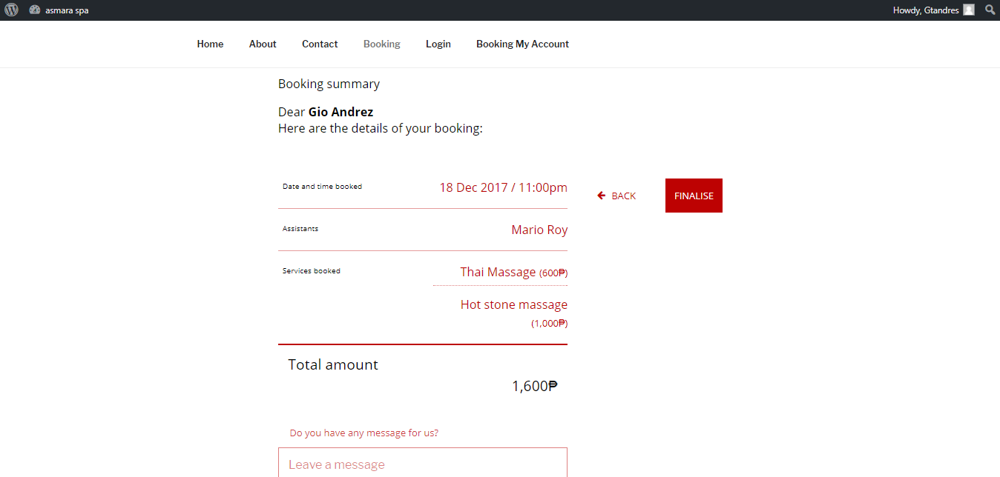 asmara spa
Howdy, Gtandres
Home About Contact Booking Login Booking My Account
Booking summary
Dear Gio Andrez
Here are the details of your booking:
Date and time booked 18 Dec 2017 / 11:00pm
BACK FINALISE
Assistants Mario Roy
Services booked Thai Massage (600₱)
Hot stone massage
(1,000₱)
Total amount
1,600₱
Do you have any message for us?
Leave a message